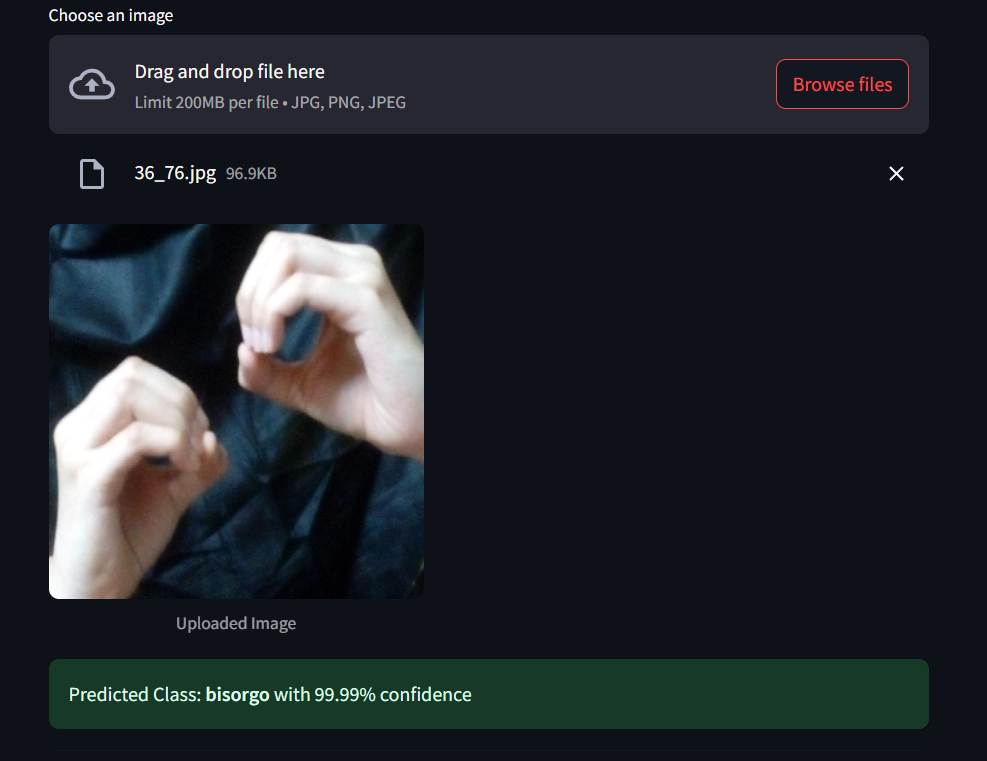 Choose an image
Drag and drop file here
Limit 200MB per file • JPG, PNG, JPEG
Browse files
36_76.jpg 96.9KB
Uploaded Image
Predicted Class: bisorgo with 99.99% confidence